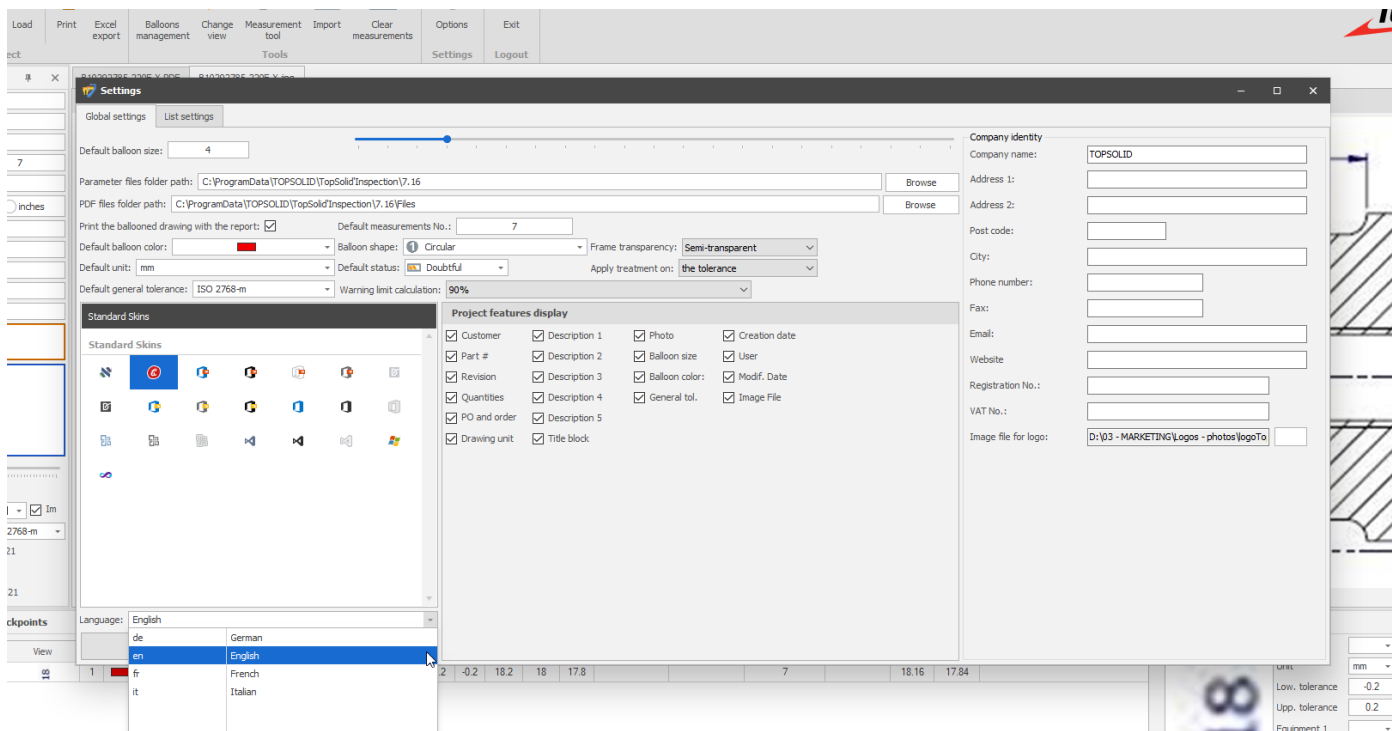 Load Print Excel export Balloons management Change view Measurement tool Import Clear measurements Options Exit
Tools Settings Logout
Settings
Global settings List settings
Default balloon size: 4
Parameter files folder path: C:\ProgramData\TOPSOLID\TopSolid'Inspection\7.16 Browse
PDF files folder path: C:\ProgramData\TOPSOLID\TopSolid'Inspection\7.16\Files Browse
Print the ballooned drawing with the report: Default measurements No.: 7
Default balloon color: Balloon shape: 1 Circular Frame transparency: Semi-transparent
Default unit: mm Default status: Doubtful Apply treatment on: the tolerance
Default general tolerance: ISO 2768-m Warning limit calculation: 90%
Standard Skins
Standard Skins
Project features display
Customer Description 1 Photo Creation date
Part # Description 2 Balloon size User
Revision Description 3 Balloon color: Modif. Date
Quantities Description 4 General tol. Image File
PO and order Description 5
Drawing unit Title block
Company identity
Company name: TOPSOLID
Address 1:
Address 2:
Post code:
City:
Phone number:
Fax:
Email:
Website
Registration No.:
VAT No.:
Image file for logo: D:\03 - MARKETING\Logos - photos\logoTo
Language: English
de German
en English
fr French
it Italian
7
inches
Im
2768-m
21
21
View
18
1 -0.2 18.2 18 17.8 7 18.16 17.84
18
Unit mm
Low. tolerance -0.2
Upp. tolerance 0.2
Equipment 1